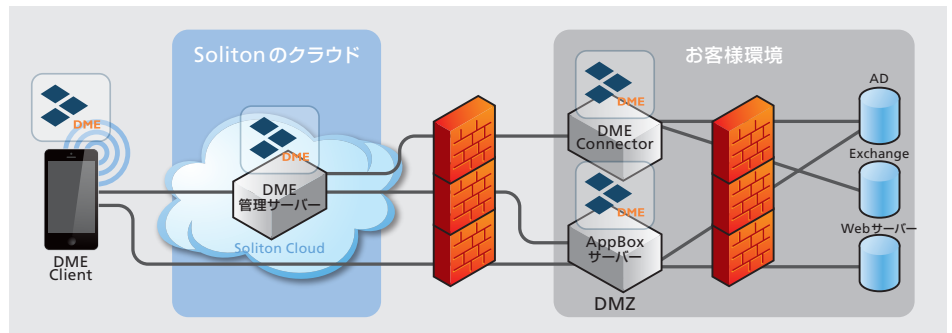 Solitonのクラウド
お客様環境
AD
DME
DME
DME
DME
Connector
Exchange
DME
管理サーバー
DME
Webサーバー
Soliton Cloud
AppBox
サーバー
DME
Client
DMZ